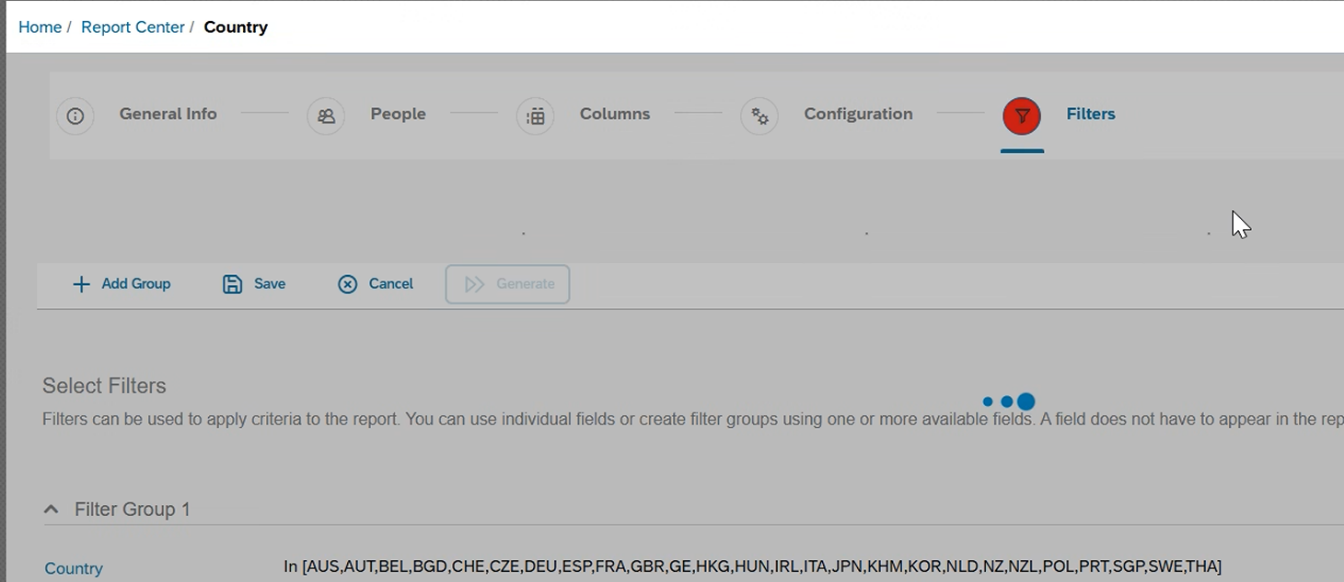 Home / Report Center / Country
General Info People Columns Configuration Filters
Add Group Save Cancel Generate
Select Filters
Filters can be used to apply criteria to the report. You can use individual fields or create filter groups using one or more available fields. A field does not have to appear in the rep
Filter Group 1
Country In [AUS,AUT,BEL,BGD,CHE,CZE,DEU,ESP,FRA,GBR,GE,HKG,HUN,IRL,ITA,JPN,KHM,KOR,NLD,NZ,NZL,POL,PRT,SGP,SWE,THA]